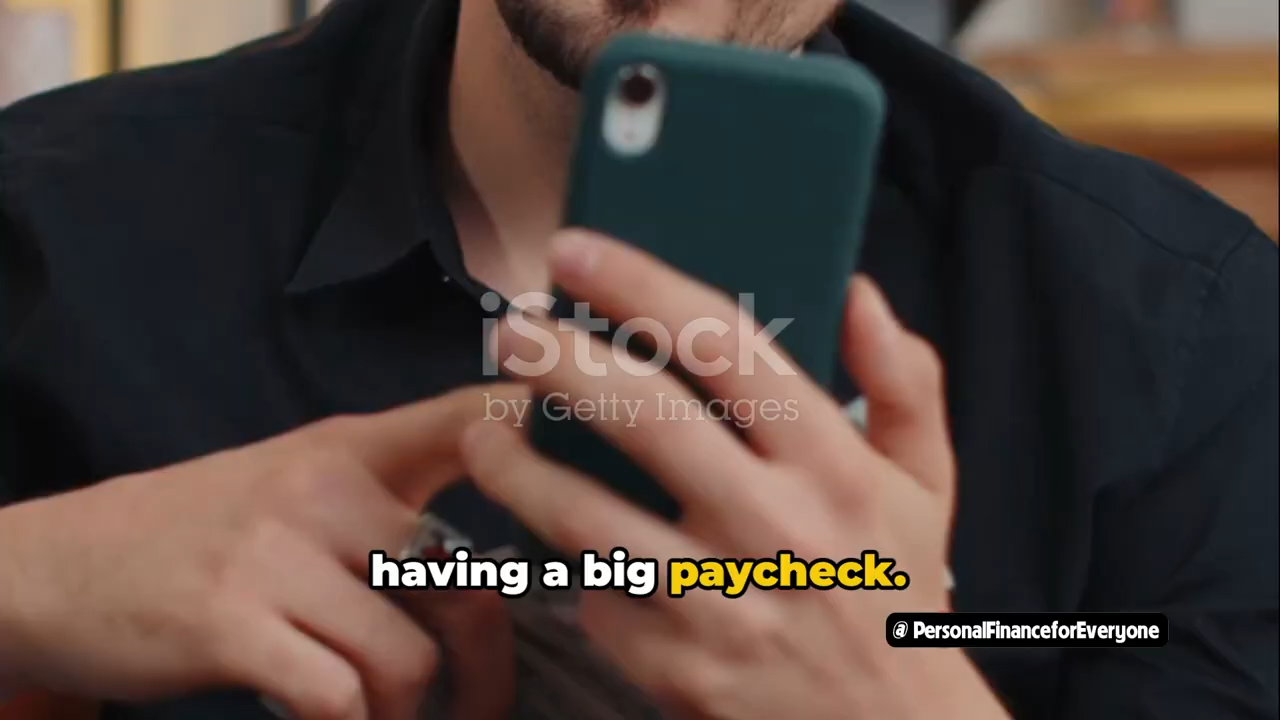 iStock
by Getty Images
having a big paycheck.
@ PersonalFinanceforEveryone